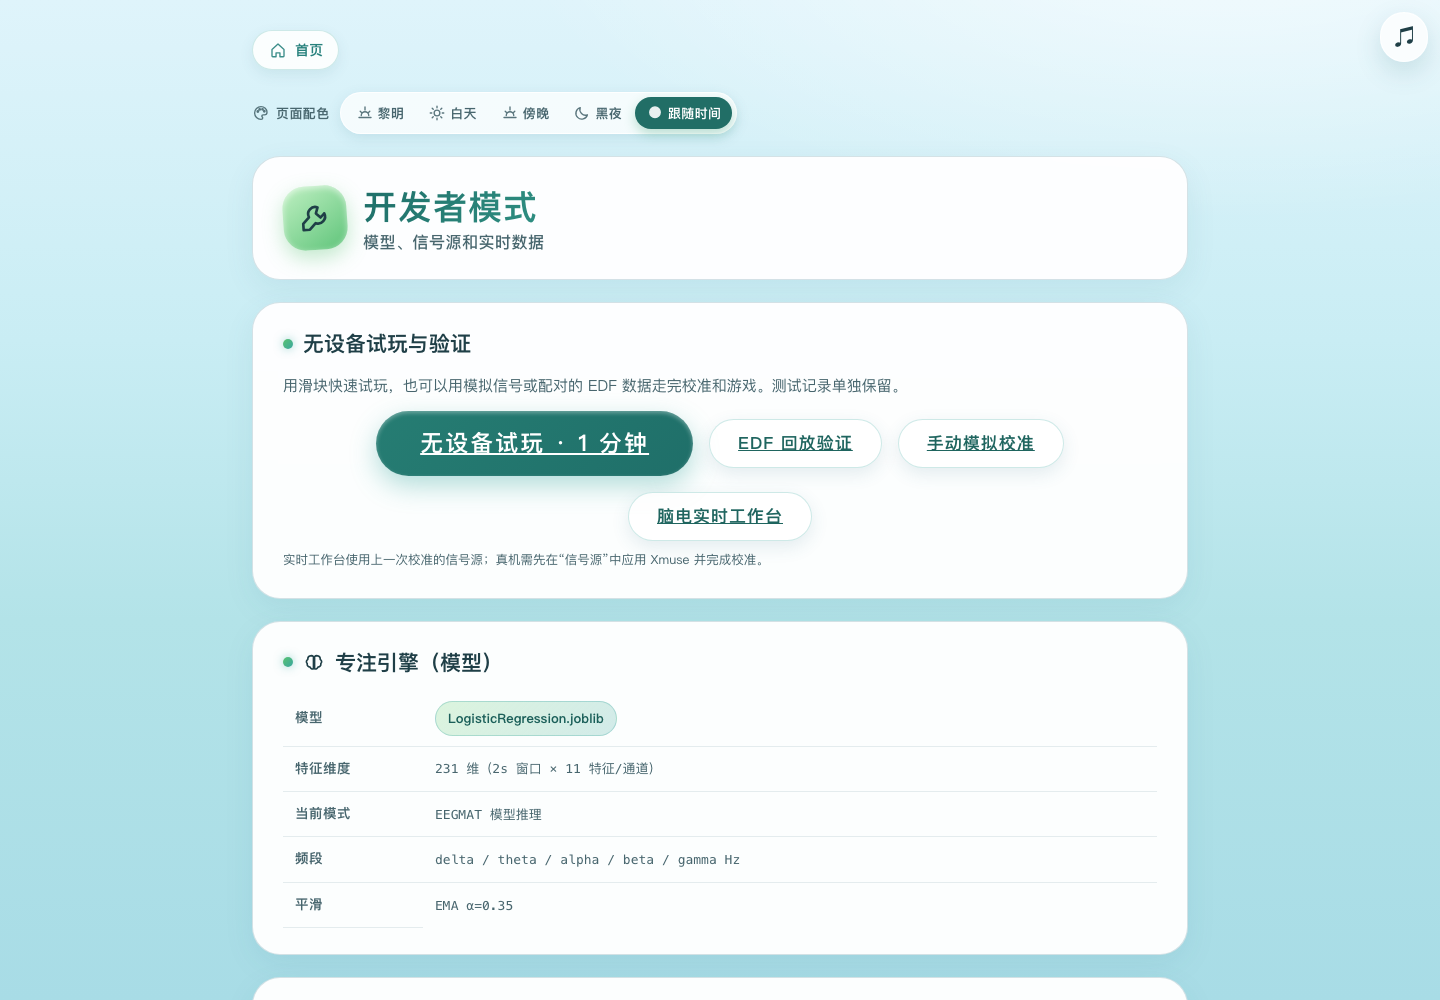 首页
页面配色 黎明 白天 傍晚 黑夜 跟随时间
开发者模式
模型、信号源和实时数据
无设备试玩与验证
用滑块快速试玩，也可以用模拟信号或配对的 EDF 数据走完校准和游戏。测试记录单独保留。
无设备试玩 · 1 分钟 EDF 回放验证 手动模拟校准
脑电实时工作台
实时工作台使用上一次校准的信号源；真机需先在“信号源”中应用 Xmuse 并完成校准。
专注引擎（模型）
模型 LogisticRegression.joblib
特征维度 231 维（2s 窗口 × 11 特征/通道）
当前模式 EEGMAT 模型推理
频段 delta / theta / alpha / beta / gamma Hz
平滑 EMA α=0.35